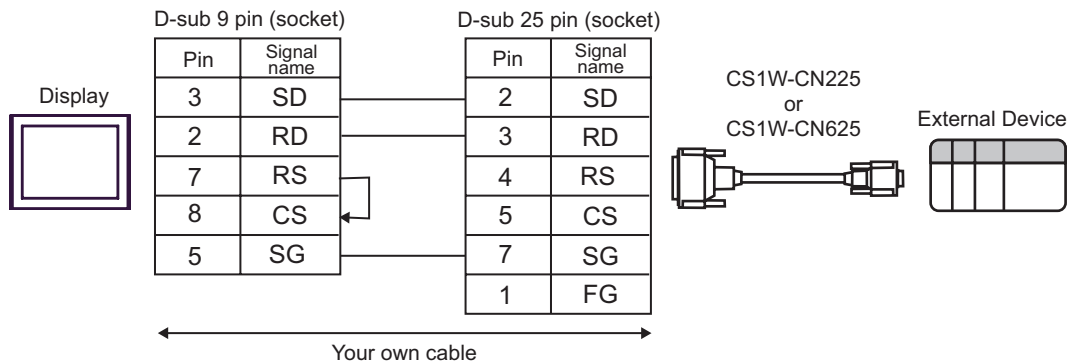 D-sub 9 pin (socket)
D-sub 25 pin (socket)
Pin Signal name
3 SD
2 RD
7 RS
8 CS
5 SG
Pin Signal name
2 SD
3 RD
4 RS
5 CS
7 SG
1 FG
Display
CS1W-CN225
or
CS1W-CN625
External Device
Your own cable